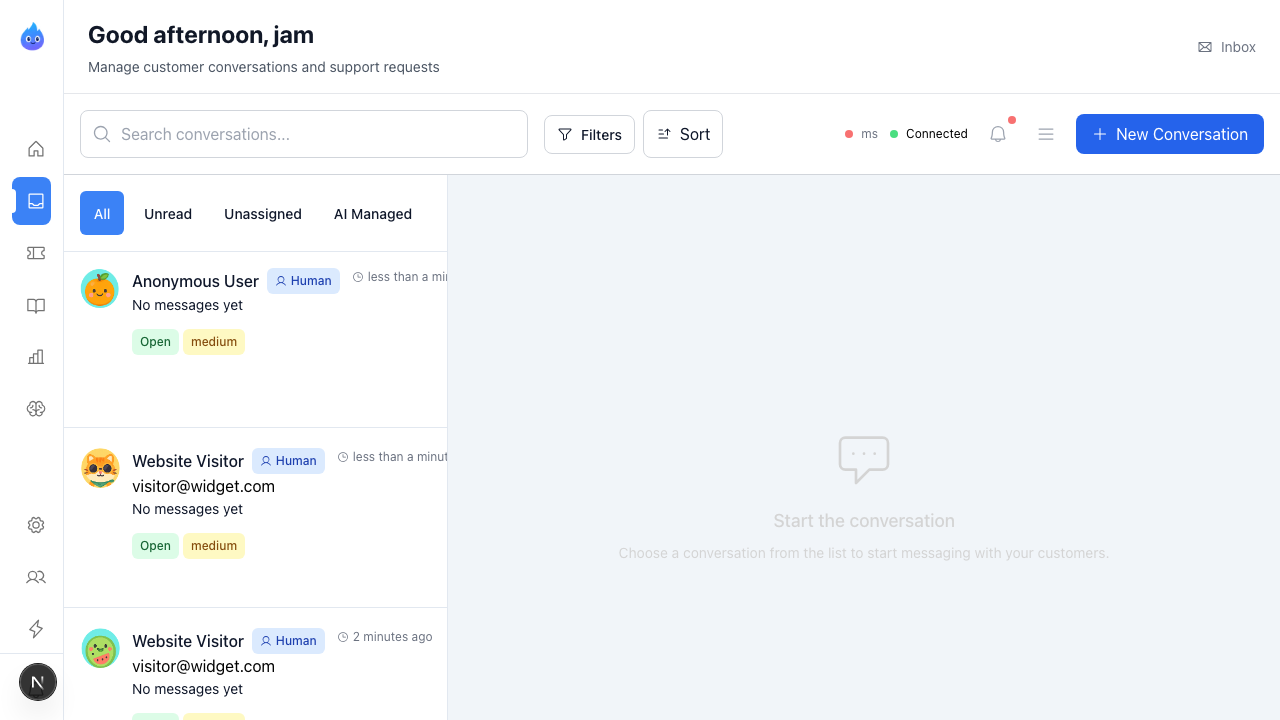 Good afternoon, jam
Manage customer conversations and support requests
Inbox
Search conversations...
Filters
Sort
ms
Connected
New Conversation
All
Unread
Unassigned
AI Managed
Anonymous User
Human
less than a mi
No messages yet
Open
medium
Website Visitor
Human
less than a minut
visitor@widget.com
No messages yet
Open
medium
Website Visitor
Human
2 minutes ago
visitor@widget.com
No messages yet
Start the conversation
Choose a conversation from the list to start messaging with your customers.
N